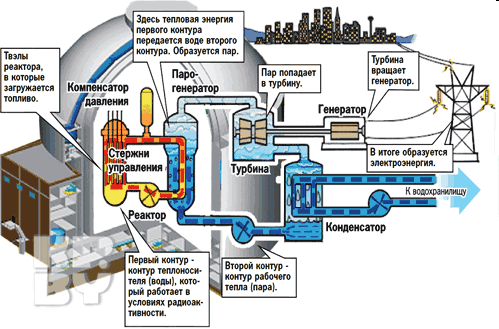 Здесь тепловая энергия
первого контура
передается воде второго
контура. Образуется пар.
Твэлы
реактора,
в которые
загружается
топливо.
Компенсатор
давления
Паро-
генератор
Пар попадает
в турбину.
Турбина
вращает
генератор.
Генератор
Стержни
управления
Турбина
В итоге образуется
электроэнергия.
К водохранилищу
Реактор
Конденсатор
Первый контур -
контур теплоноси-
теля (воды), кото-
рый работает в
условиях радиоак-
тивности.
Второй контур -
контур рабочего
тепла (пара).